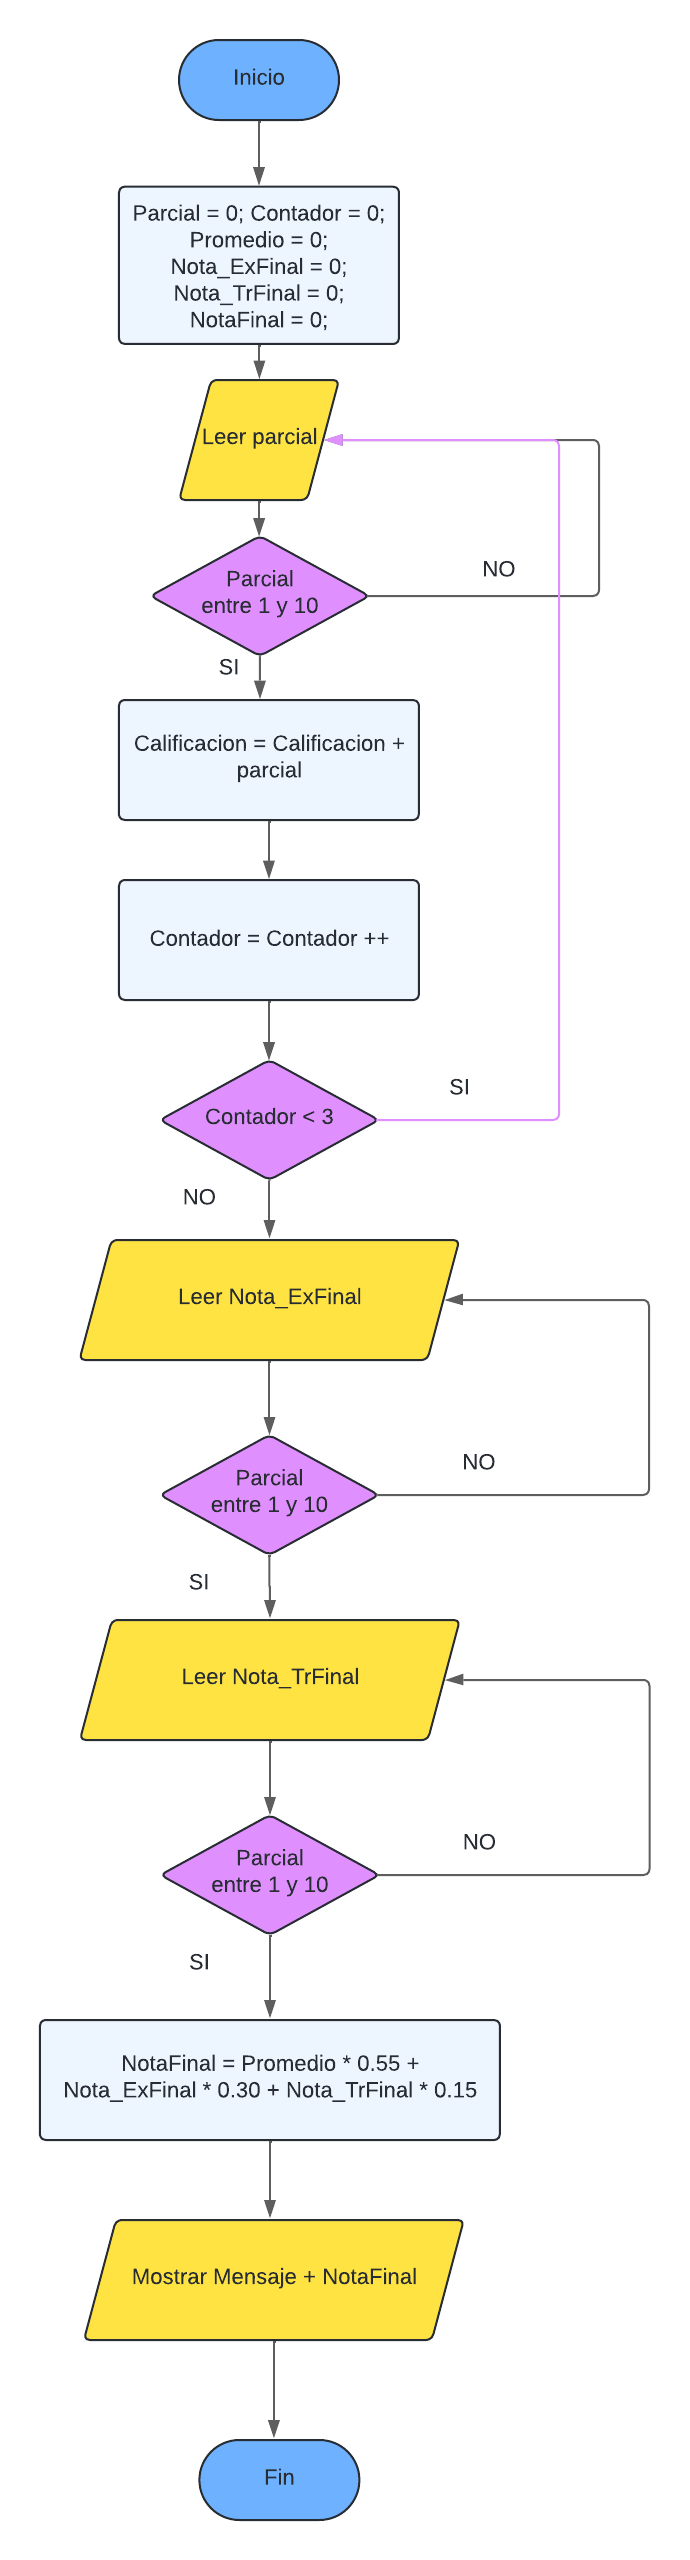 Inicio
Parcial = 0; Contador = 0;
Promedio = 0;
Nota_ExFinal = 0;
Nota_TrFinal = 0;
NotaFinal = 0;
Leer parcial
Parcial
entre 1 y 10
NO
SI
Calificacion = Calificacion +
parcial
Contador = Contador ++
Contador < 3
SI
NO
Leer Nota_ExFinal
Parcial
entre 1 y 10
NO
SI
Leer Nota_TrFinal
Parcial
entre 1 y 10
NO
SI
NotaFinal = Promedio * 0.55 +
Nota_ExFinal * 0.30 + Nota_TrFinal * 0.15
Mostrar Mensaje + NotaFinal
Fin